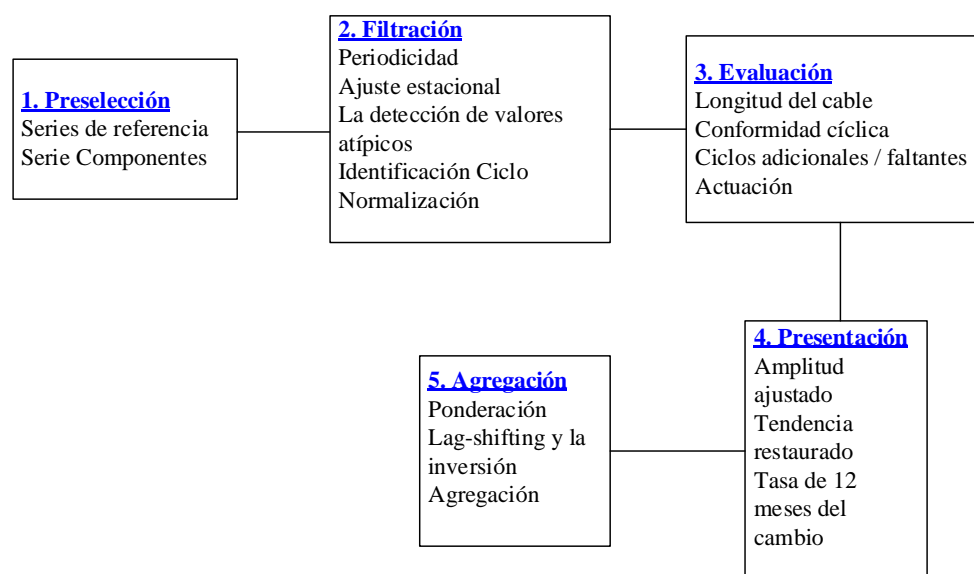 1. Preselección
Series de referencia
Serie Componentes
2. Filtración
Periodicidad
Ajuste estacional
La detección de valores
atípicos
Identificación Ciclo
Normalización
3. Evaluación
Longitud del cable
Conformidad cíclica
Ciclos adicionales / faltantes
Actuación
4. Presentación
Amplitud
ajustado
Tendencia
restaurado
Tasa de 12
meses del
cambio
5. Agregación
Ponderación
Lag-shifting y la
inversión
Agregación